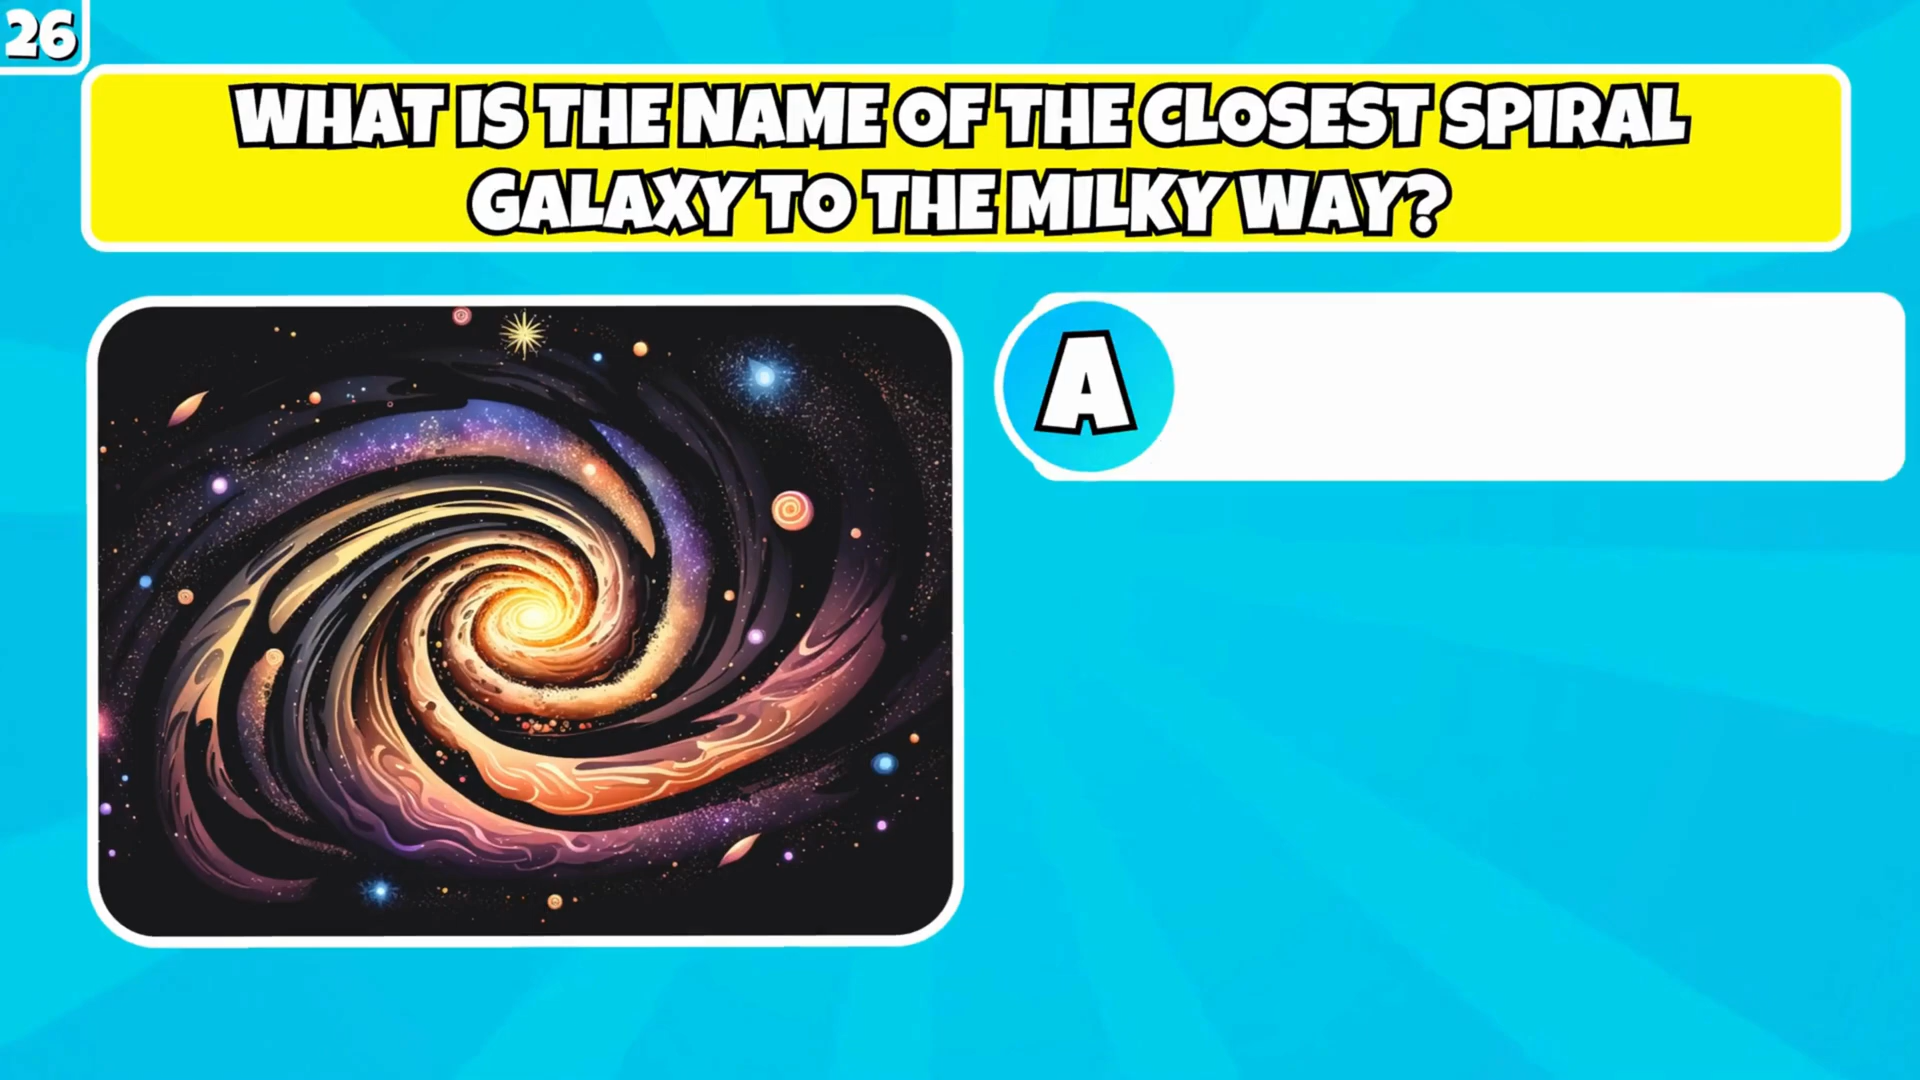 26
WHAT IS THE NAME OF THE CLOSEST SPIRAL
GALAXY TO THE MILKY WAY?
A